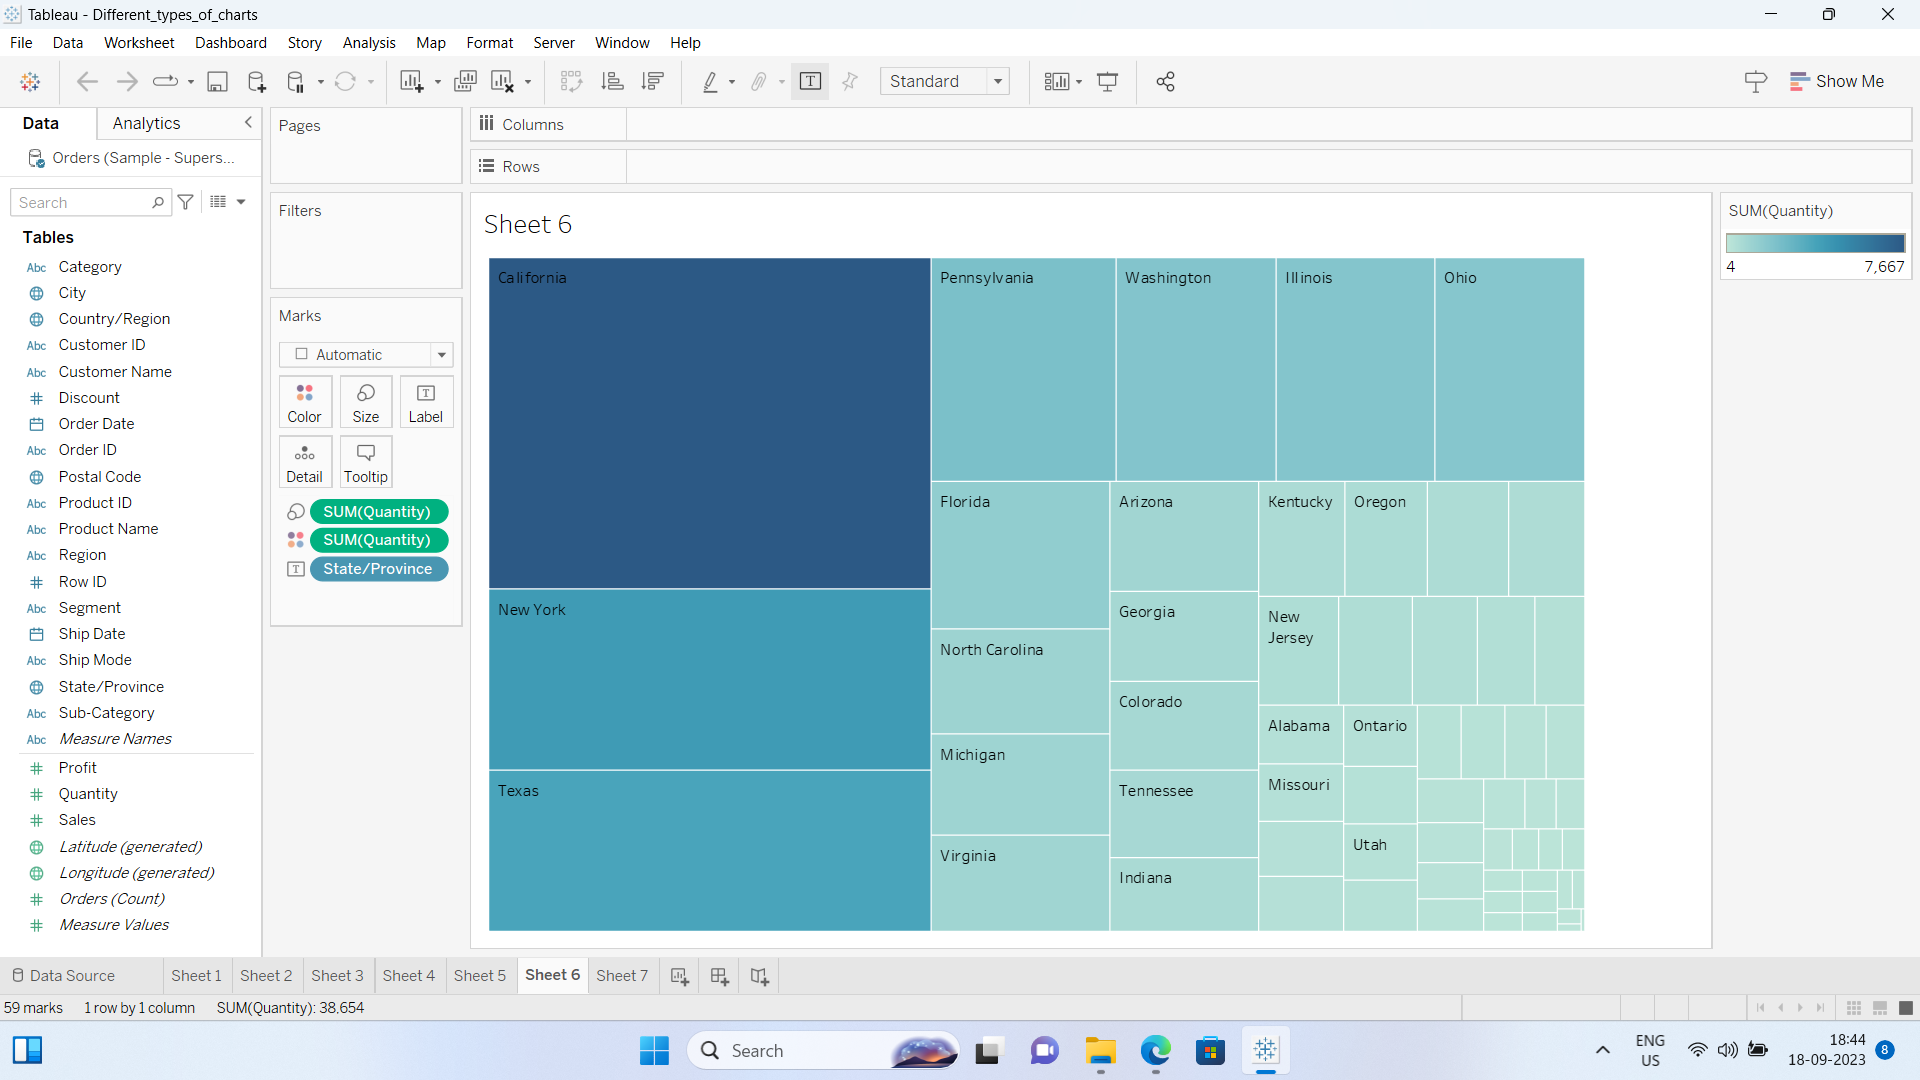 Tableau - Different_types_of_charts
File Data Worksheet Dashboard Story Analysis Map Format Server Window Help
Standard
Show Me
Data Analytics
Orders (Sample - Supers...
Search
Tables
Abc Category
City
Country/Region
Abc Customer ID
Abc Customer Name
Discount
Order Date
Abc Order ID
Postal Code
Abc Product ID
Abc Product Name
Abc Region
Row ID
Abc Segment
Ship Date
Abc Ship Mode
State/Province
Abc Sub-Category
Abc Measure Names
Profit
Quantity
Sales
Latitude (generated)
Longitude (generated)
Orders (Count)
Measure Values
Pages
Filters
Marks
Automatic
Color Size Label
Detail Tooltip
SUM(Quantity)
SUM(Quantity)
State/Province
Columns
Rows
Sheet 6
California
New York
Texas
Pennsylvania
Washington
Illinois
Ohio
Florida
North Carolina
Michigan
Virginia
Arizona
Georgia
Colorado
Tennessee
Indiana
Kentucky
Oregon
New
Jersey
Alabama
Ontario
Missouri
Utah
SUM(Quantity)
4 7,667
Data Source Sheet 1 Sheet 2 Sheet 3 Sheet 4 Sheet 5 Sheet 6 Sheet 7
59 marks 1 row by 1 column SUM(Quantity): 38,654
Search
ENG
US
18:44
18-09-2023
8